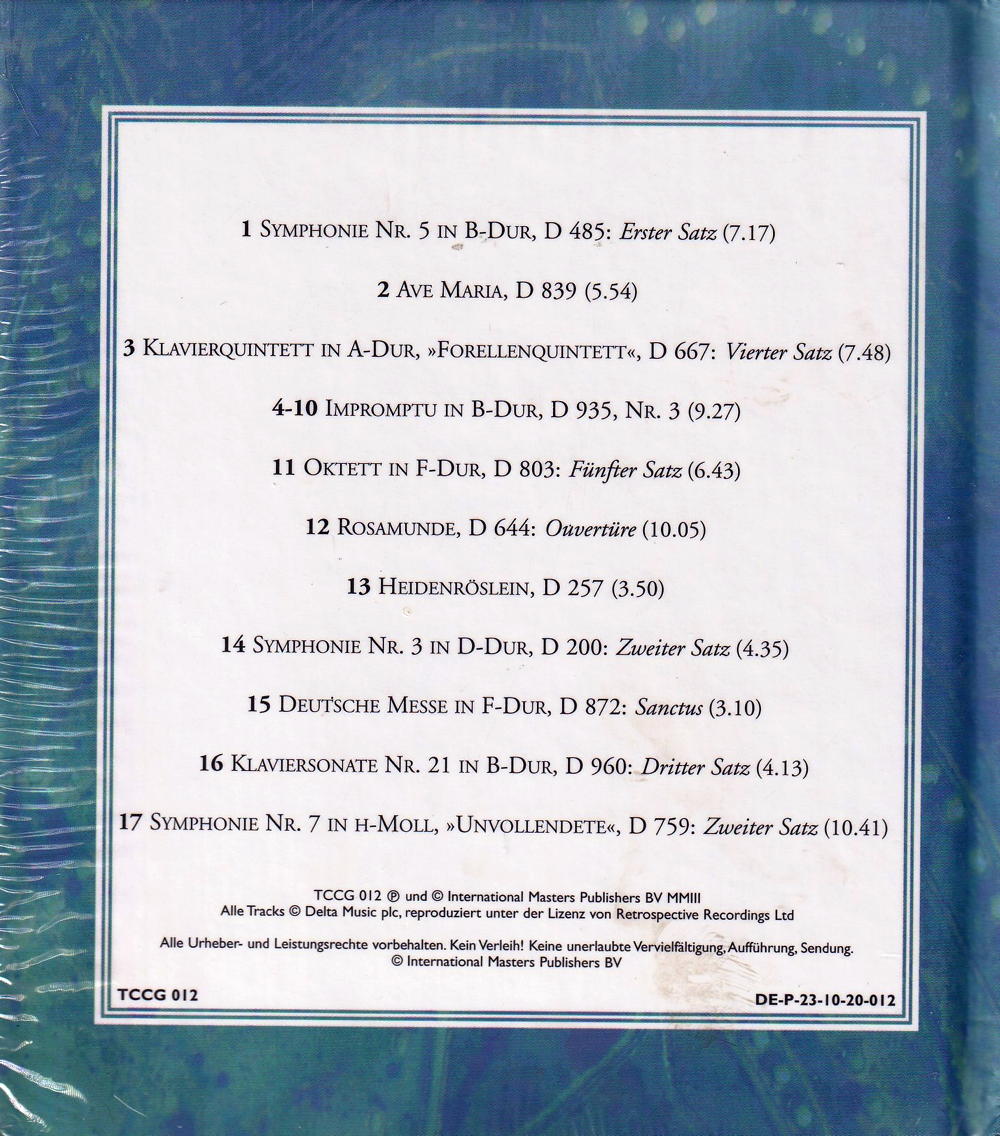 1 Symphonie Nr. 5 in B-Dur, D 485: Erster Satz (7.17)
2 Ave Maria, D 839 (5.54)
3 Klavierquintett in A-Dur, »Forellenquintett«, D 667: Vierter Satz (7.48)
4-10 Impromptu in B-Dur, D 935, Nr. 3 (9.27)
11 Oktett in F-Dur, D 803: Fünfter Satz (6.43)
12 Rosamunde, D 644: Ouvertüre (10.05)
13 Heidenröslein, D 257 (3.50)
14 Symphonie Nr. 3 in D-Dur, D 200: Zweiter Satz (4.35)
15 Deutsche Messe in F-Dur, D 872: Sanctus (3.10)
16 Klaviersonate Nr. 21 in B-Dur, D 960: Dritter Satz (4.13)
17 Symphonie Nr. 7 in h-Moll, »Unvollendete«, D 759: Zweiter Satz (10.41)
TCCG 012 ℗ und © International Masters Publishers BV MMIII
Alle Tracks © Delta Music plc, reproduziert unter der Lizenz von Retrospective Recordings Ltd
Alle Urheber- und Leistungsrechte vorbehalten. Kein Verleih! Keine unerlaubte Vervielfältigung, Aufführung, Sendung.
© International Masters Publishers BV
TCCG 012
DE-P-23-10-20-012